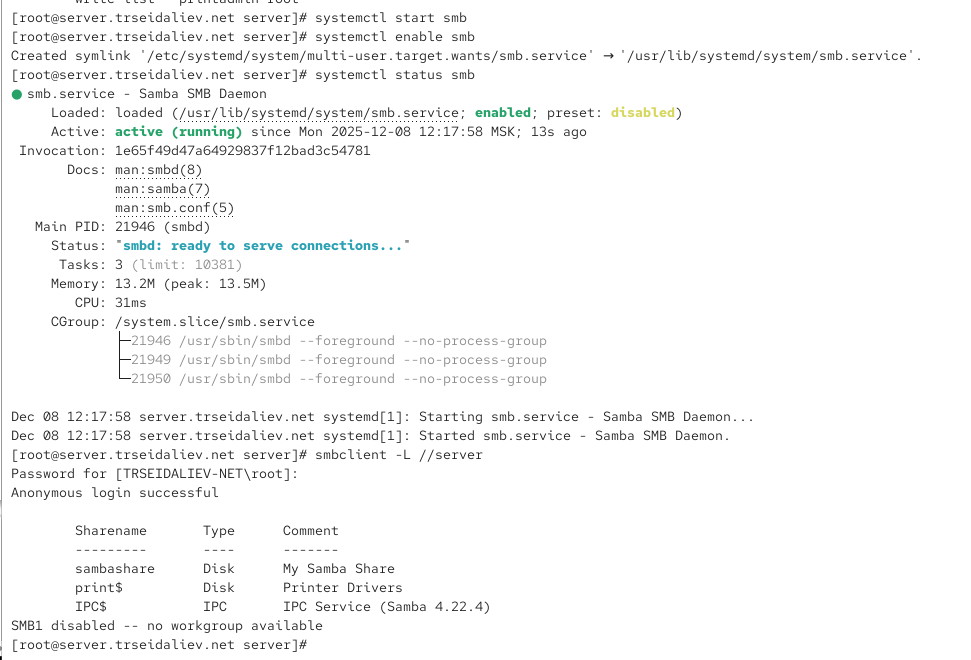 write list = printadmin root
[root@server.trseidaliev.net server]# systemctl start smb
[root@server.trseidaliev.net server]# systemctl enable smb
Created symlink '/etc/systemd/system/multi-user.target.wants/smb.service' → '/usr/lib/systemd/system/smb.service'.
[root@server.trseidaliev.net server]# systemctl status smb
● smb.service - Samba SMB Daemon
     Loaded: loaded (/usr/lib/systemd/system/smb.service; enabled; preset: disabled)
     Active: active (running) since Mon 2025-12-08 12:17:58 MSK; 13s ago
 Invocation: 1e65f49d47a64929837f12bad3c54781
       Docs: man:smbd(8)
             man:samba(7)
             man:smb.conf(5)
   Main PID: 21946 (smbd)
     Status: "smbd: ready to serve connections..."
      Tasks: 3 (limit: 10381)
     Memory: 13.2M (peak: 13.5M)
        CPU: 31ms
     CGroup: /system.slice/smb.service
             ├─21946 /usr/sbin/smbd --foreground --no-process-group
             ├─21949 /usr/sbin/smbd --foreground --no-process-group
             └─21950 /usr/sbin/smbd --foreground --no-process-group
Dec 08 12:17:58 server.trseidaliev.net systemd[1]: Starting smb.service - Samba SMB Daemon...
Dec 08 12:17:58 server.trseidaliev.net systemd[1]: Started smb.service - Samba SMB Daemon.
[root@server.trseidaliev.net server]# smbclient -L //server
Password for [TRSEIDALIEV-NET\root]:
Anonymous login successful
        Sharename       Type      Comment
        ---------       ----      -------
        sambashare      Disk      My Samba Share
        print$          Disk      Printer Drivers
        IPC$            IPC       IPC Service (Samba 4.22.4)
SMB1 disabled -- no workgroup available
[root@server.trseidaliev.net server]#